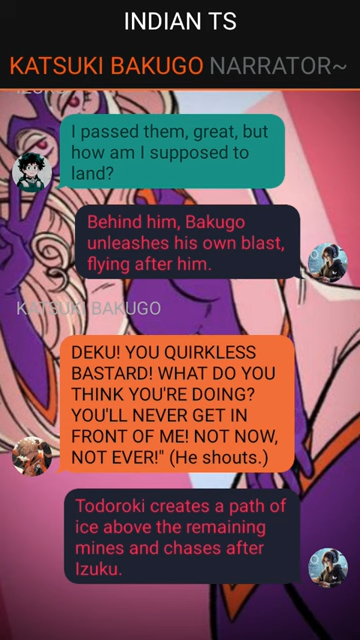 INDIAN TS
KATSUKI BAKUGO NARRATOR~
I passed them, great, but
how am I supposed to
land?
Behind him, Bakugo
unleashes his own blast,
flying after him.
KATSUKI BAKUGO
DEKU! YOU QUIRKLESS
BASTARD! WHAT DO YOU
THINK YOU'RE DOING?
YOU'LL NEVER GET IN
FRONT OF ME! NOT NOW,
NOT EVER!" (He shouts.)
Todoroki creates a path of
ice above the remaining
mines and chases after
Izuku.